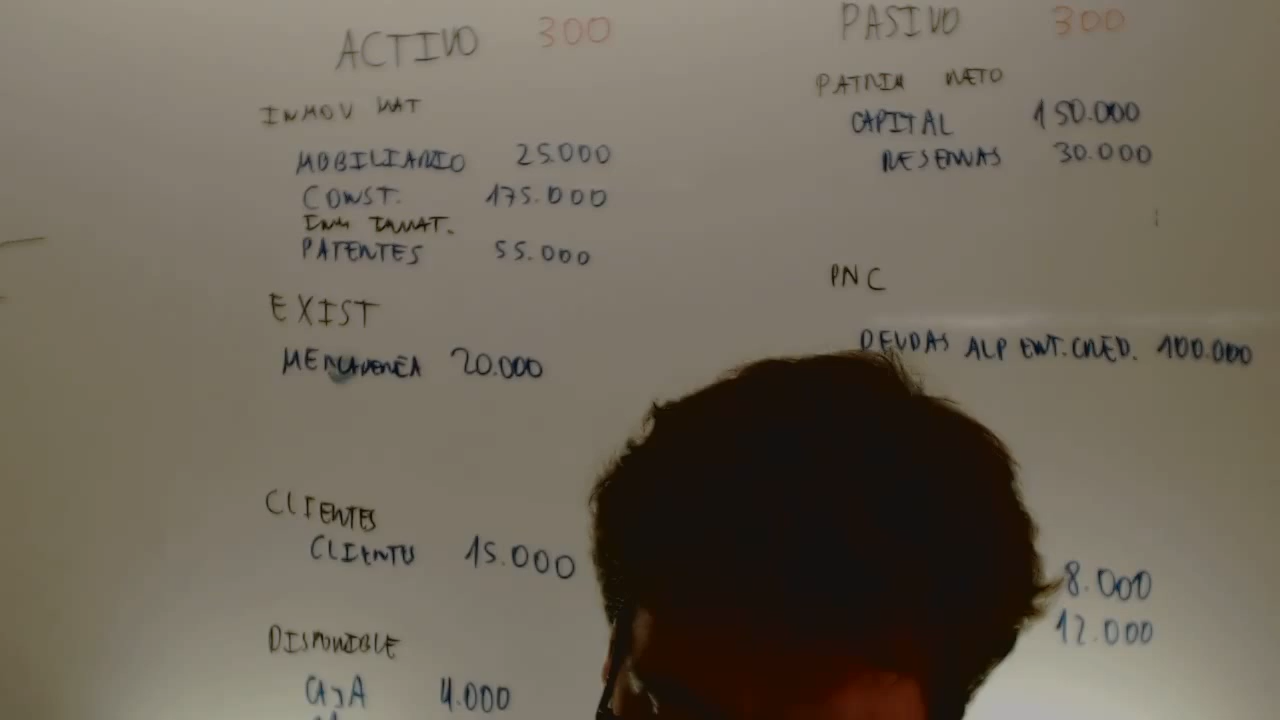 ACTIVO 300
INMOV MAT
MOBILIARIO 25.000
CONST. 175.000
INM INMAT.
PATENTES 55.000
EXIST
MERCADERÍA 20.000
CLIENTES
CLIENTES 15.000
DISPONIBLE
CAJA 4.000
PASIVO 300
PATRIM NETO
CAPITAL 150.000
RESERVAS 30.000
PNC
DEUDAS ALP ENT. CRED. 100.000
8.000
12.000